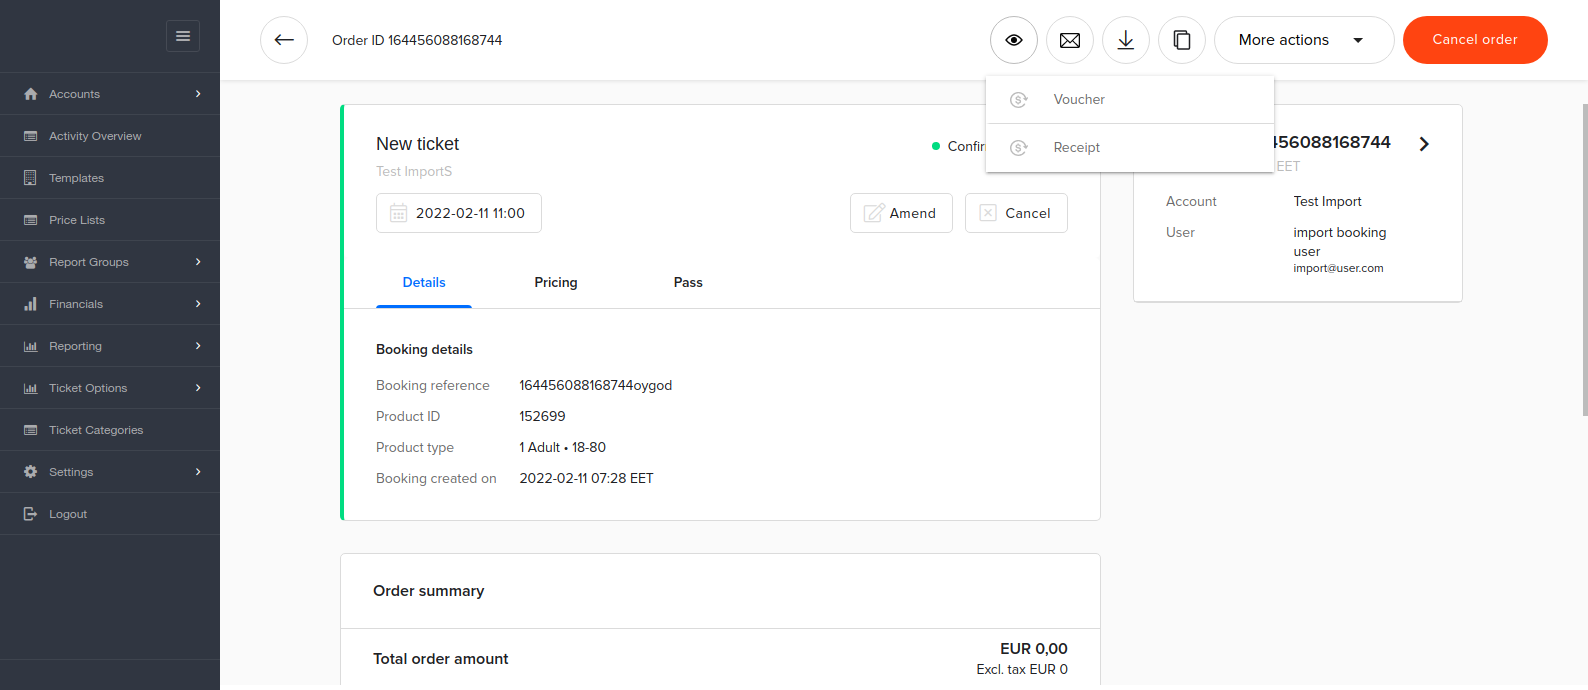 Order ID 164456088168744
More actions
Cancel order
Accounts
Activity Overview
Templates
Price Lists
Report Groups
Financials
Reporting
Ticket Options
Ticket Categories
Settings
Logout
Voucher
Receipt
New ticket
Test ImportS
2022-02-11 11:00
Amend
Cancel
Details
Pricing
Pass
Booking details
Booking reference 164456088168744oygod
Product ID 152699
Product type 1 Adult • 18-80
Booking created on 2022-02-11 07:28 EET
Order summary
Total order amount
EUR 0,00
Excl. tax EUR 0
456088168744
EET
Account Test Import
User import booking
user
import@user.com